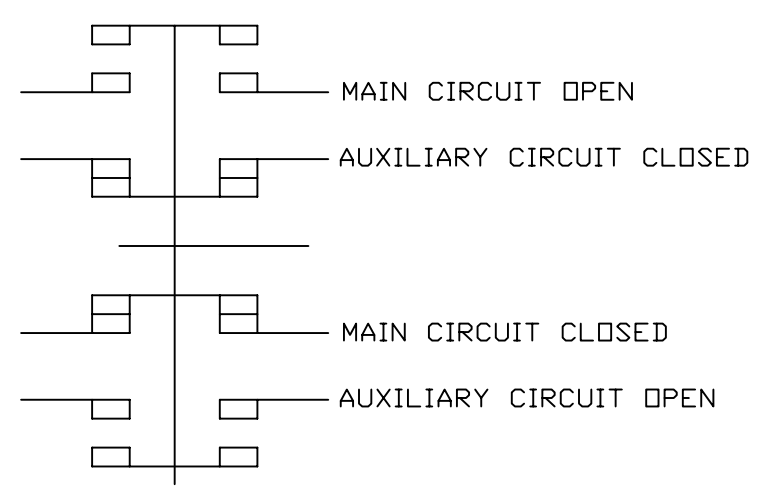 MAIN CIRCUIT OPEN
AUXILIARY CIRCUIT CLOSED
MAIN CIRCUIT CLOSED
AUXILIARY CIRCUIT OPEN